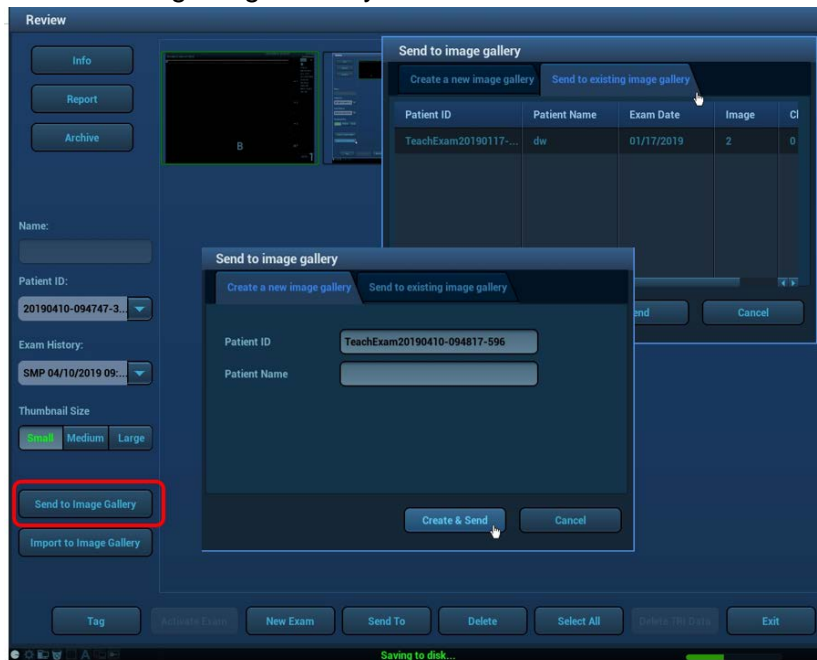 Review
Info
Report
Archive
B
1
Name:
Patient ID:
20190410-094747-3...
Exam History:
SMP 04/10/2019 09:...
Thumbnail Size
Small Medium Large
Send to Image Gallery
Import to Image Gallery
Send to image gallery
Create a new image gallery Send to existing image gallery
Patient ID Patient Name Exam Date Image
TeachExam20190117-... dw 01/17/2019 2 0
Cancel
Send to image gallery
Create a new image gallery Send to existing image gallery
Patient ID TeachExam20190410-094817-596
Patient Name
Create & Send Cancel
Tag Activate Exam New Exam Send To Delete Select All Exit
Saving to disk...